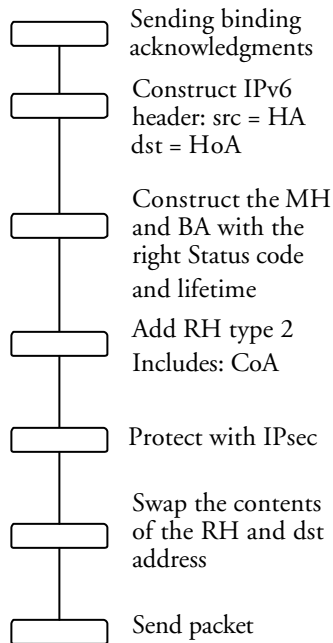 Sending binding
acknowledgments
Construct IPv6
header: src = HA
dst = HoA
Construct the MH
and BA with the
right Status code
and lifetime
Add RH type 2
Includes: CoA
Protect with IPsec
Swap the contents
of the RH and dst
address
Send packet